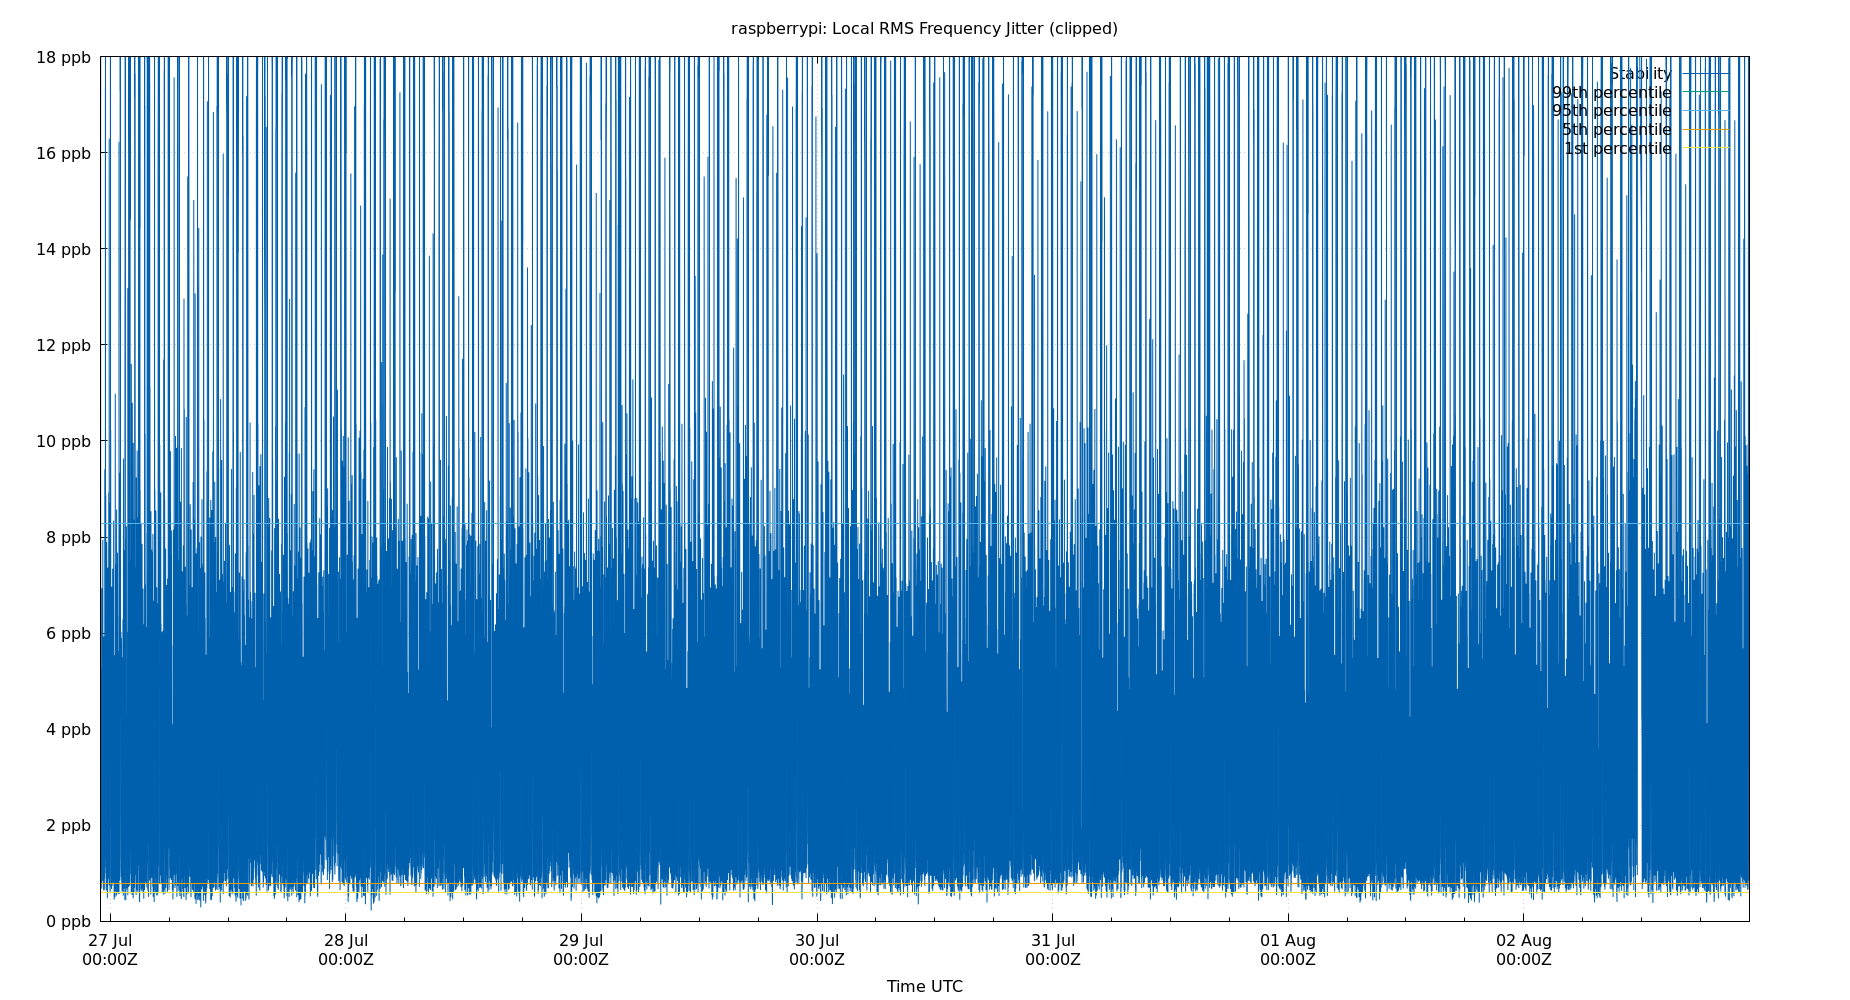 raspberrypi: Local RMS Frequency Jitter (clipped)
18 ppb
16 ppb
14 ppb
12 ppb
10 ppb
8 ppb
6 ppb
4 ppb
2 ppb
0 ppb
Stability
99th percentile
95th percentile
5th percentile
1st percentile
27 Jul 28 Jul 29 Jul 30 Jul 31 Jul 01 Aug 02 Aug
00:00Z 00:00Z 00:00Z 00:00Z 00:00Z 00:00Z 00:00Z
Time UTC